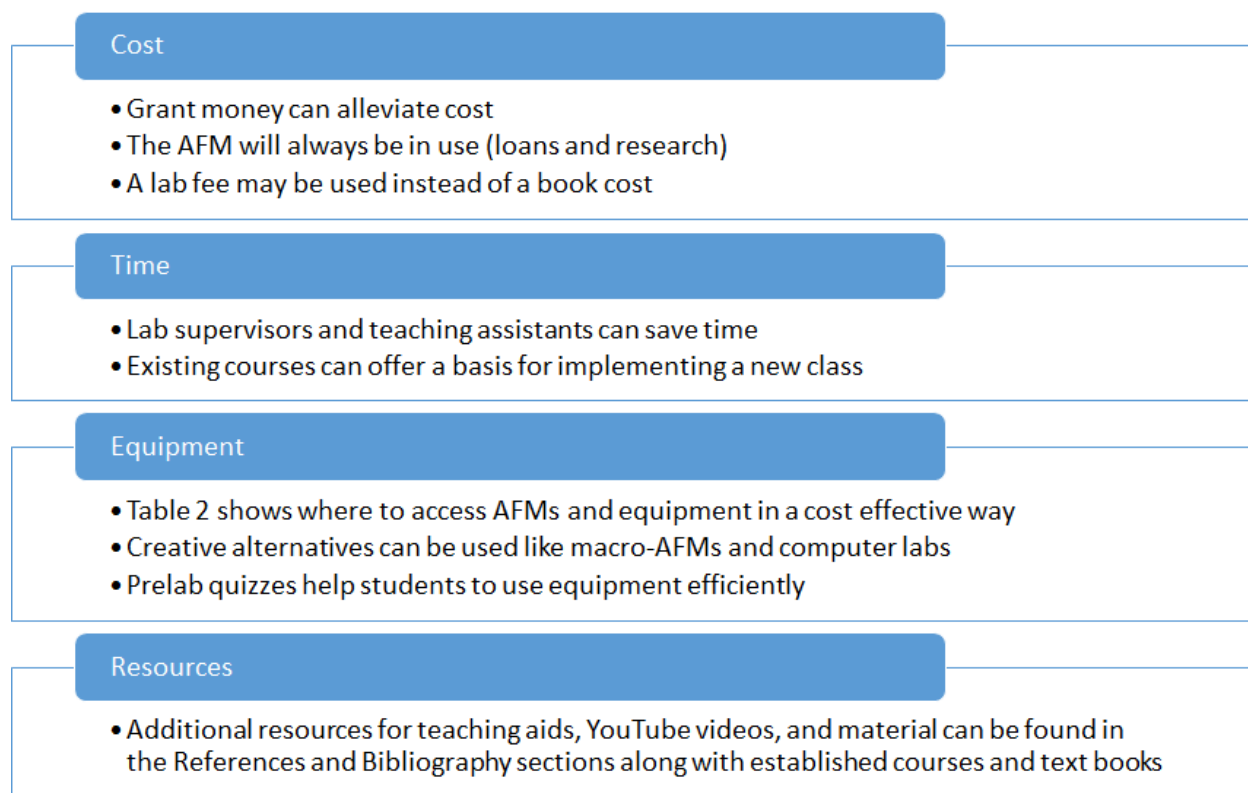 Cost
• Grant money can alleviate cost
• The AFM will always be in use (loans and research)
• A lab fee may be used instead of a book cost
Time
• Lab supervisors and teaching assistants can save time
• Existing courses can offer a basis for implementing a new class
Equipment
• Table 2 shows where to access AFMs and equipment in a cost effective way
• Creative alternatives can be used like macro-AFMs and computer labs
• Prelab quizzes help students to use equipment efficiently
Resources
• Additional resources for teaching aids, YouTube videos, and material can be found in
the References and Bibliography sections along with established courses and text books